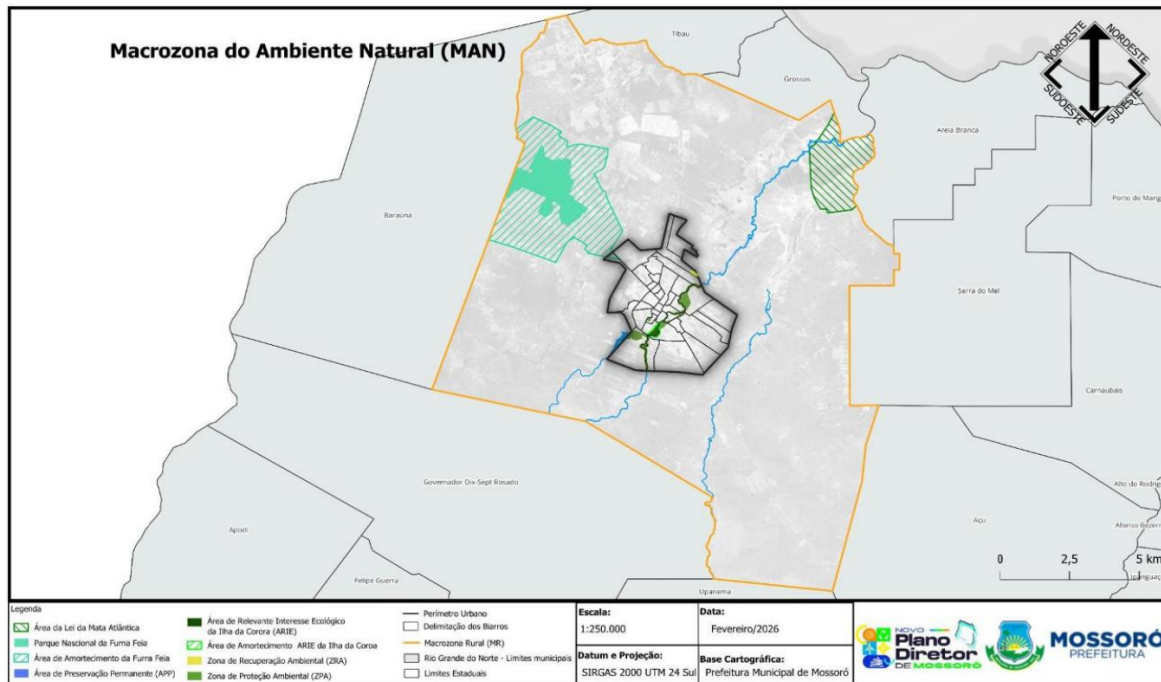 Macrozona do Ambiente Natural (MAN)
Tibau
Grossos
NOROESTE
NORDESTE
SUDOESTE
SUDESTE
Areia Branca
Porto do Mang
Baraúna
Serra do Mel
Carnaubais
Governador Dix-Sept Rosado
Alto do Rodrig
Açu
Apodi
Afonso Bezerr
Felipe Guerra
Ipanguaç
Upanema
0 2,5 5 km
Legenda
Área da Lei da Mata Atlântica
Parque Nascional da Furna Feia
Área de Amortecimento da Furra Feia
Área de Preservação Permanente (APP)
Área de Relevante Interesse Ecológico
da Ilha da Corora (ARIE)
Área de Amortecimento ARIE da Ilha da Coroa
Zona de Recuperação Ambiental (ZRA)
Zona de Proteção Ambiental (ZPA)
Perímetro Urbano
Delimitação dos Biarros
Macrozona Rural (MR)
Rio Grande do Norte - Limites municipais
Limites Estaduais
Escala:
1:250.000
Data:
Fevereiro/2026
Datum e Projeção:
SIRGAS 2000 UTM 24 Sul
Base Cartográfica:
Prefeitura Municipal de Mossoró
NOVO
Plano
Diretor
DE MOSSORÓ
MOSSORÓ
PREFEITURA